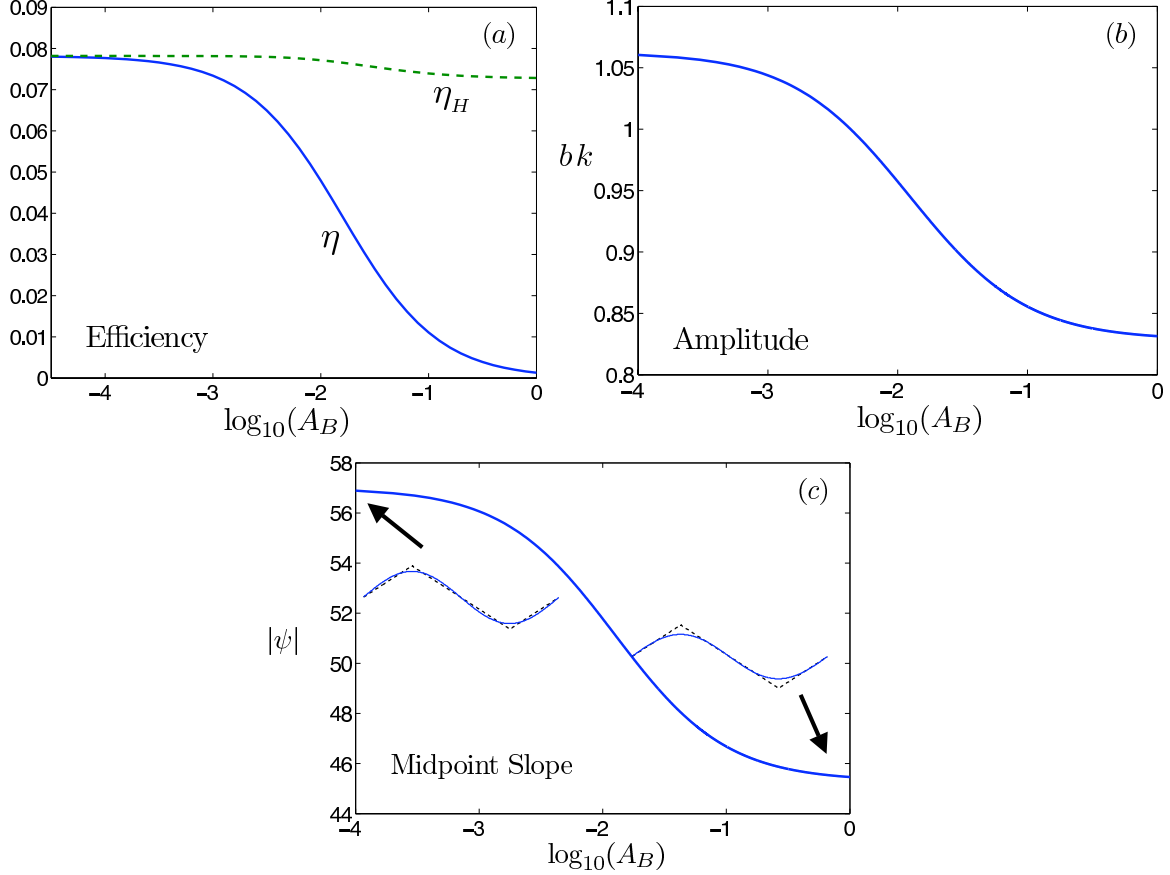 (a)
0.09
0.08
0.07
0.06
0.05
0.04
0.03
0.02
0.01
0
η_H
η
Efficiency
−4 −3 −2 −1 0
log₁₀(A_B)
(b)
1.1
1.05
1
b k
0.95
0.9
0.85
0.8
Amplitude
−4 −3 −2 −1 0
log₁₀(A_B)
(c)
58
56
54
52
|ψ|
50
48
46
44
Midpoint Slope
−4 −3 −2 −1 0
log₁₀(A_B)